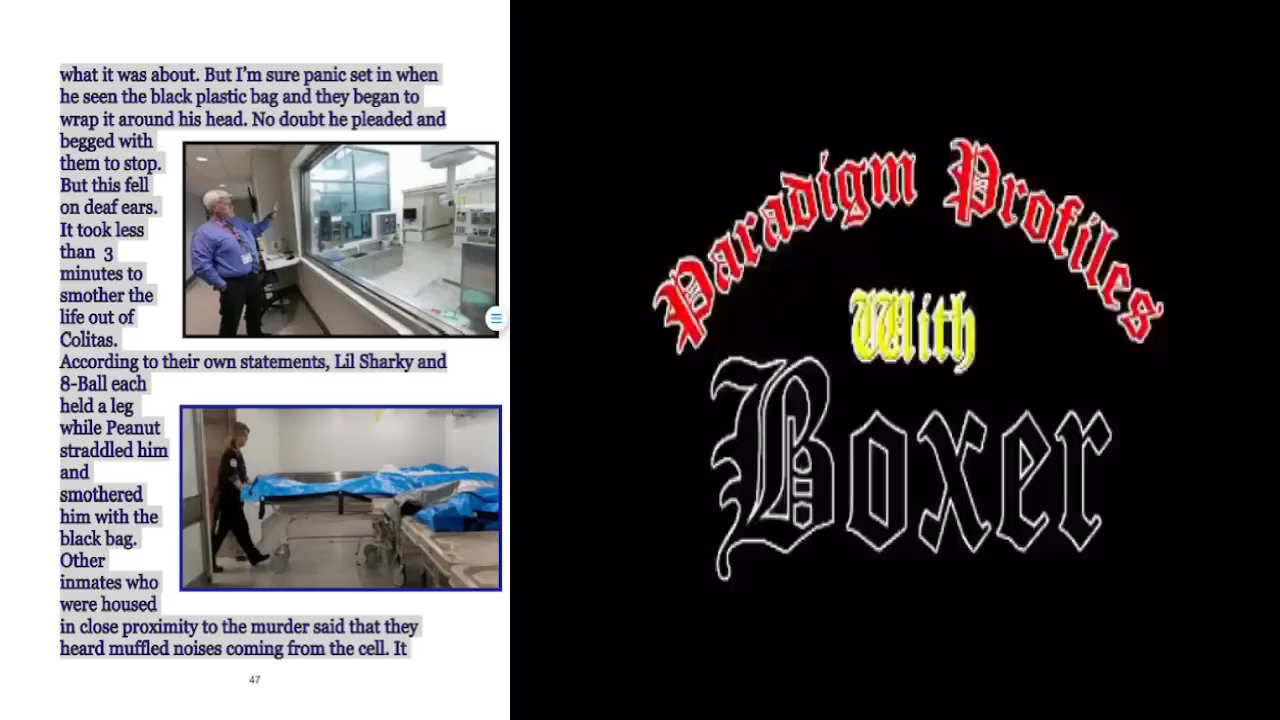 what it was about. But I'm sure panic set in when
he seen the black plastic bag and they began to
wrap it around his head. No doubt he pleaded and
begged with
them to stop.
But this fell
on deaf ears.
It took less
than 3
minutes to
smother the
life out of
Colitas.
According to their own statements, Lil Sharky and
8-Ball each
held a leg
while Peanut
straddled him
and
smothered
him with the
black bag.
Other
inmates who
were housed
in close proximity to the murder said that they
heard muffled noises coming from the cell. It
47
Paradigm Profiles
With
Boxer